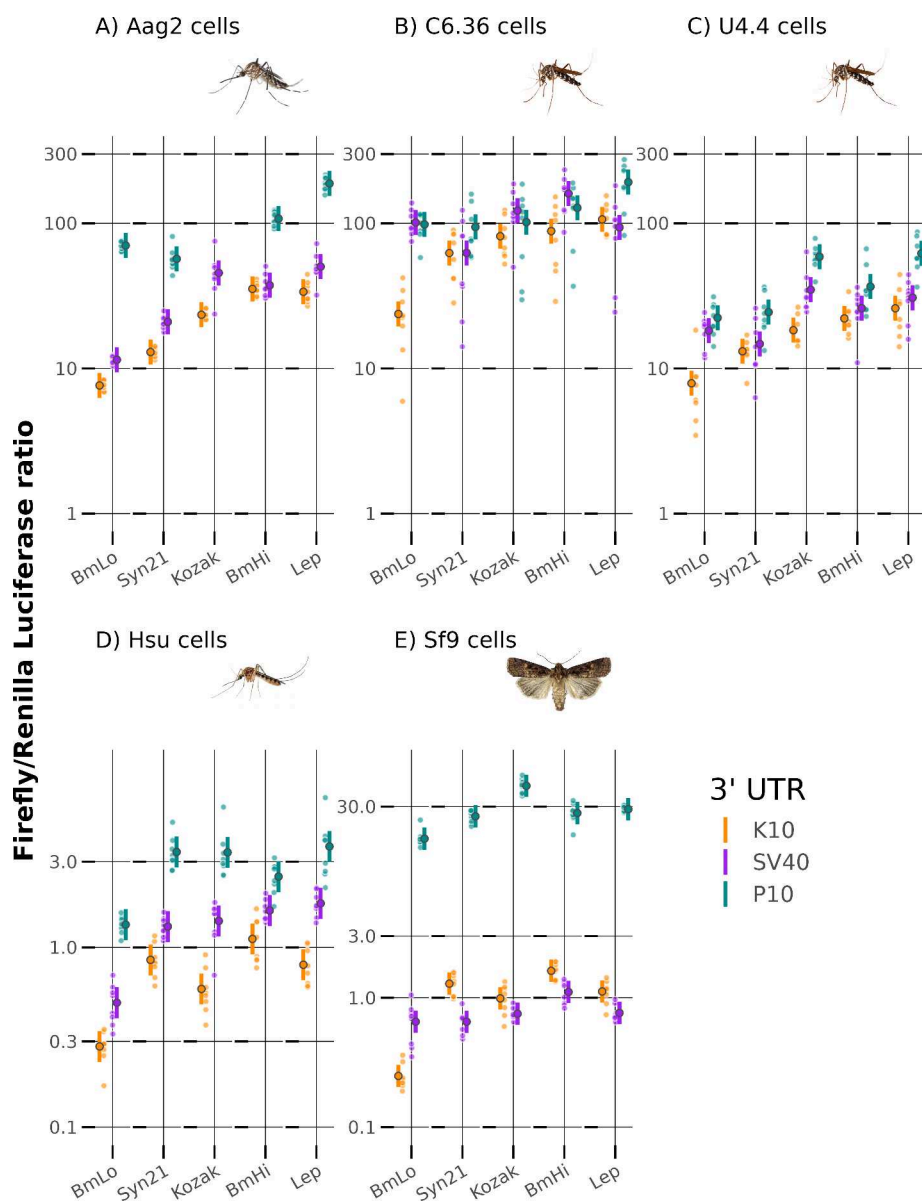 A) Aag2 cells
B) C6.36 cells
C) U4.4 cells
300
100
10
1
BmLo
Syn21
Kozak
BmHi
Lep
300
100
10
1
BmLo
Syn21
Kozak
BmHi
Lep
300
100
10
1
BmLo
Syn21
Kozak
BmHi
Lep
Firefly/Renilla Luciferase ratio
D) Hsu cells
E) Sf9 cells
3.0
1.0
0.3
0.1
BmLo
Syn21
Kozak
BmHi
Lep
30.0
3.0
1.0
0.1
BmLo
Syn21
Kozak
BmHi
Lep
3' UTR
K10
SV40
P10